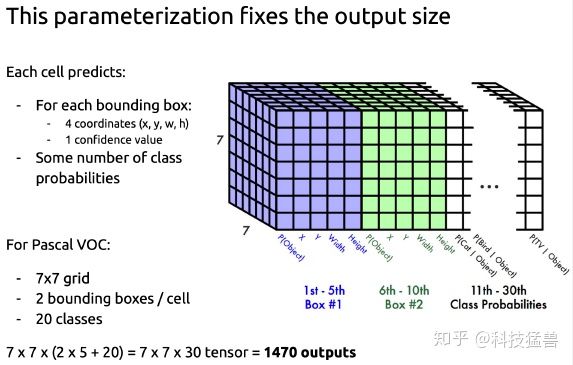 This parameterization fixes the output size
Each cell predicts:
- For each bounding box:
- 4 coordinates (x, y, w, h)
- 1 confidence value
- Some number of class
probabilities
For Pascal VOC:
- 7x7 grid
- 2 bounding boxes / cell
- 20 classes
7 x 7 x (2 x 5 + 20) = 7 x 7 x 30 tensor = 1470 outputs
7
7
...
P(Object)
X
Y
Width
Height
P(Object)
X
Y
Width
Height
P(Cat | Object)
P(Bird | Object)
P(TV | Object)
1st - 5th
Box #1
6th - 10th
Box #2
11th - 30th
Class Probabilities
知乎 @科技猛兽